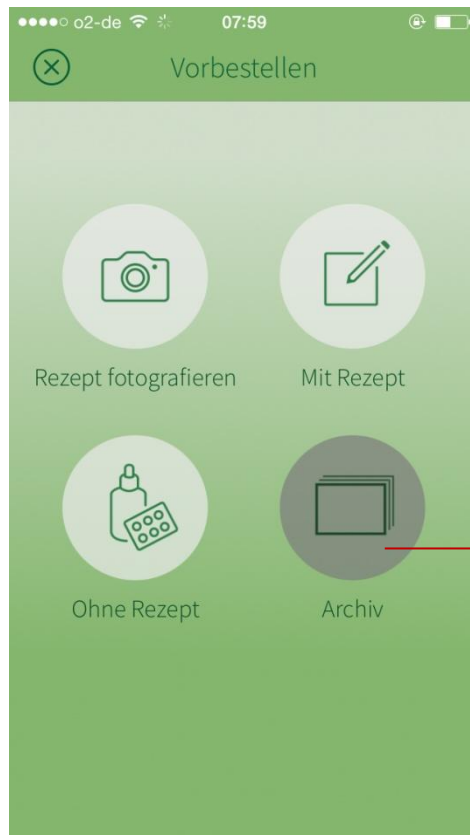 o2-de 07:59
Vorbestellen
Rezept fotografieren Mit Rezept
Ohne Rezept Archiv